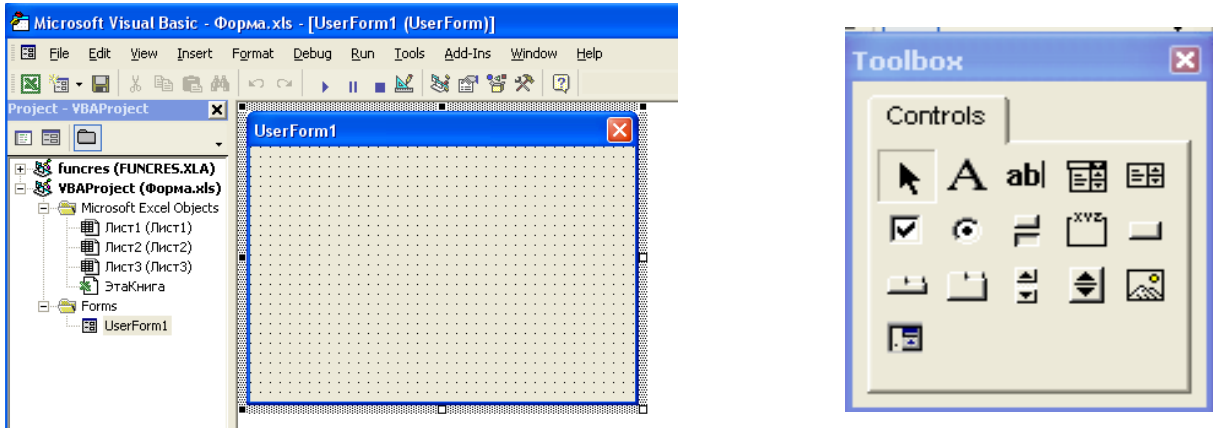 Microsoft Visual Basic - Форма.xls - [UserForm1 (UserForm)]
File Edit View Insert Format Debug Run Tools Add-Ins Window Help
Project - VBAProject
funcres (FUNCRES.XLA)
VBAProject (Форма.xls)
Microsoft Excel Objects
Лист1 (Лист1)
Лист2 (Лист2)
Лист3 (Лист3)
ЭтаКнига
Forms
UserForm1
UserForm1
Toolbox
Controls
A ab|
XYZ